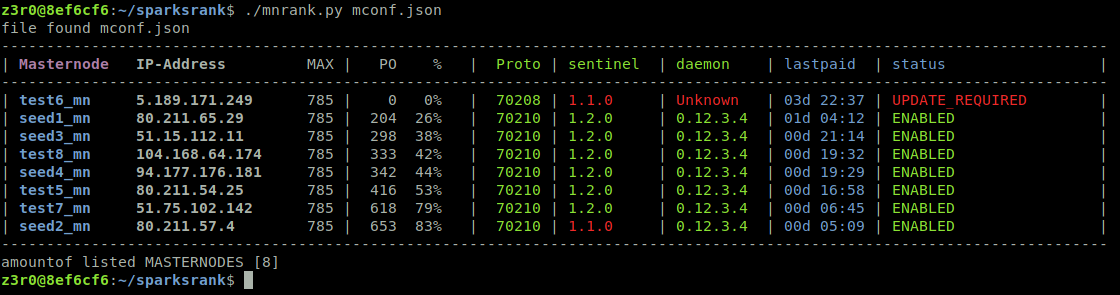 z3r0@8ef6cf6:~/sparksrank$ ./mnrank.py mconf.json
file found mconf.json
--------------------------------------------------------------------------------------------------------------------------
| Masternode   IP-Address         MAX |   PO    %   |  Proto | sentinel  | daemon    | lastpaid  | status                 |
--------------------------------------------------------------------------------------------------------------------------
| test6_mn     5.189.171.249      785 |    0   0%   |  70208 | 1.1.0     | Unknown   | 03d 22:37 | UPDATE_REQUIRED        |
| seed1_mn     80.211.65.29       785 |  204  26%   |  70210 | 1.2.0     | 0.12.3.4  | 01d 04:12 | ENABLED                |
| seed3_mn     51.15.112.11       785 |  298  38%   |  70210 | 1.2.0     | 0.12.3.4  | 00d 21:14 | ENABLED                |
| test8_mn     104.168.64.174     785 |  333  42%   |  70210 | 1.2.0     | 0.12.3.4  | 00d 19:32 | ENABLED                |
| seed4_mn     94.177.176.181     785 |  342  44%   |  70210 | 1.2.0     | 0.12.3.4  | 00d 19:29 | ENABLED                |
| test5_mn     80.211.54.25       785 |  416  53%   |  70210 | 1.2.0     | 0.12.3.4  | 00d 16:58 | ENABLED                |
| test7_mn     51.75.102.142      785 |  618  79%   |  70210 | 1.2.0     | 0.12.3.4  | 00d 06:45 | ENABLED                |
| seed2_mn     80.211.57.4        785 |  653  83%   |  70210 | 1.1.0     | 0.12.3.4  | 00d 05:09 | ENABLED                |
--------------------------------------------------------------------------------------------------------------------------
amountof listed MASTERNODES [8]
z3r0@8ef6cf6:~/sparksrank$